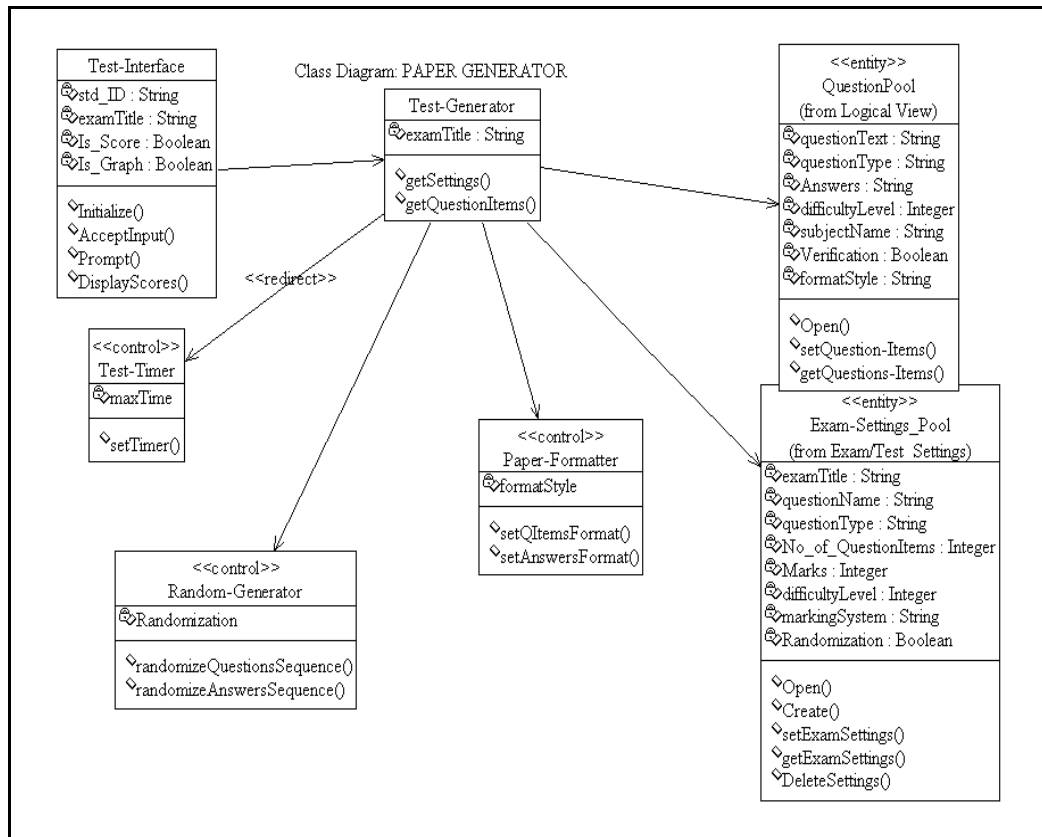 Class Diagram: PAPER GENERATOR
Test-Interface
std_ID : String
examTitle : String
Is_Score : Boolean
Is_Graph : Boolean
Initialize()
AcceptInput()
Prompt()
DisplayScores()
Test-Generator
examTitle : String
getSettings()
getQuestionItems()
<<entity>>
QuestionPool
(from Logical View)
questionText : String
questionType : String
Answers : String
difficultyLevel : Integer
subjectName : String
Verification : Boolean
formatStyle : String
Open()
setQuestion-Items()
getQuestions-Items()
<<redirect>>
<<control>>
Test-Timer
maxTime
setTimer()
<<control>>
Paper-Formatter
formatStyle
setQItemsFormat()
setAnswersFormat()
<<entity>>
Exam-Settings_Pool
(from Exam/Test Settings)
examTitle : String
questionName : String
questionType : String
No_of_QuestionItems : Integer
Marks : Integer
difficultyLevel : Integer
markingSystem : String
Randomization : Boolean
Open()
Create()
setExamSettings()
getExamSettings()
DeleteSettings()
<<control>>
Random-Generator
Randomization
randomizeQuestionsSequence()
randomizeAnswersSequence()